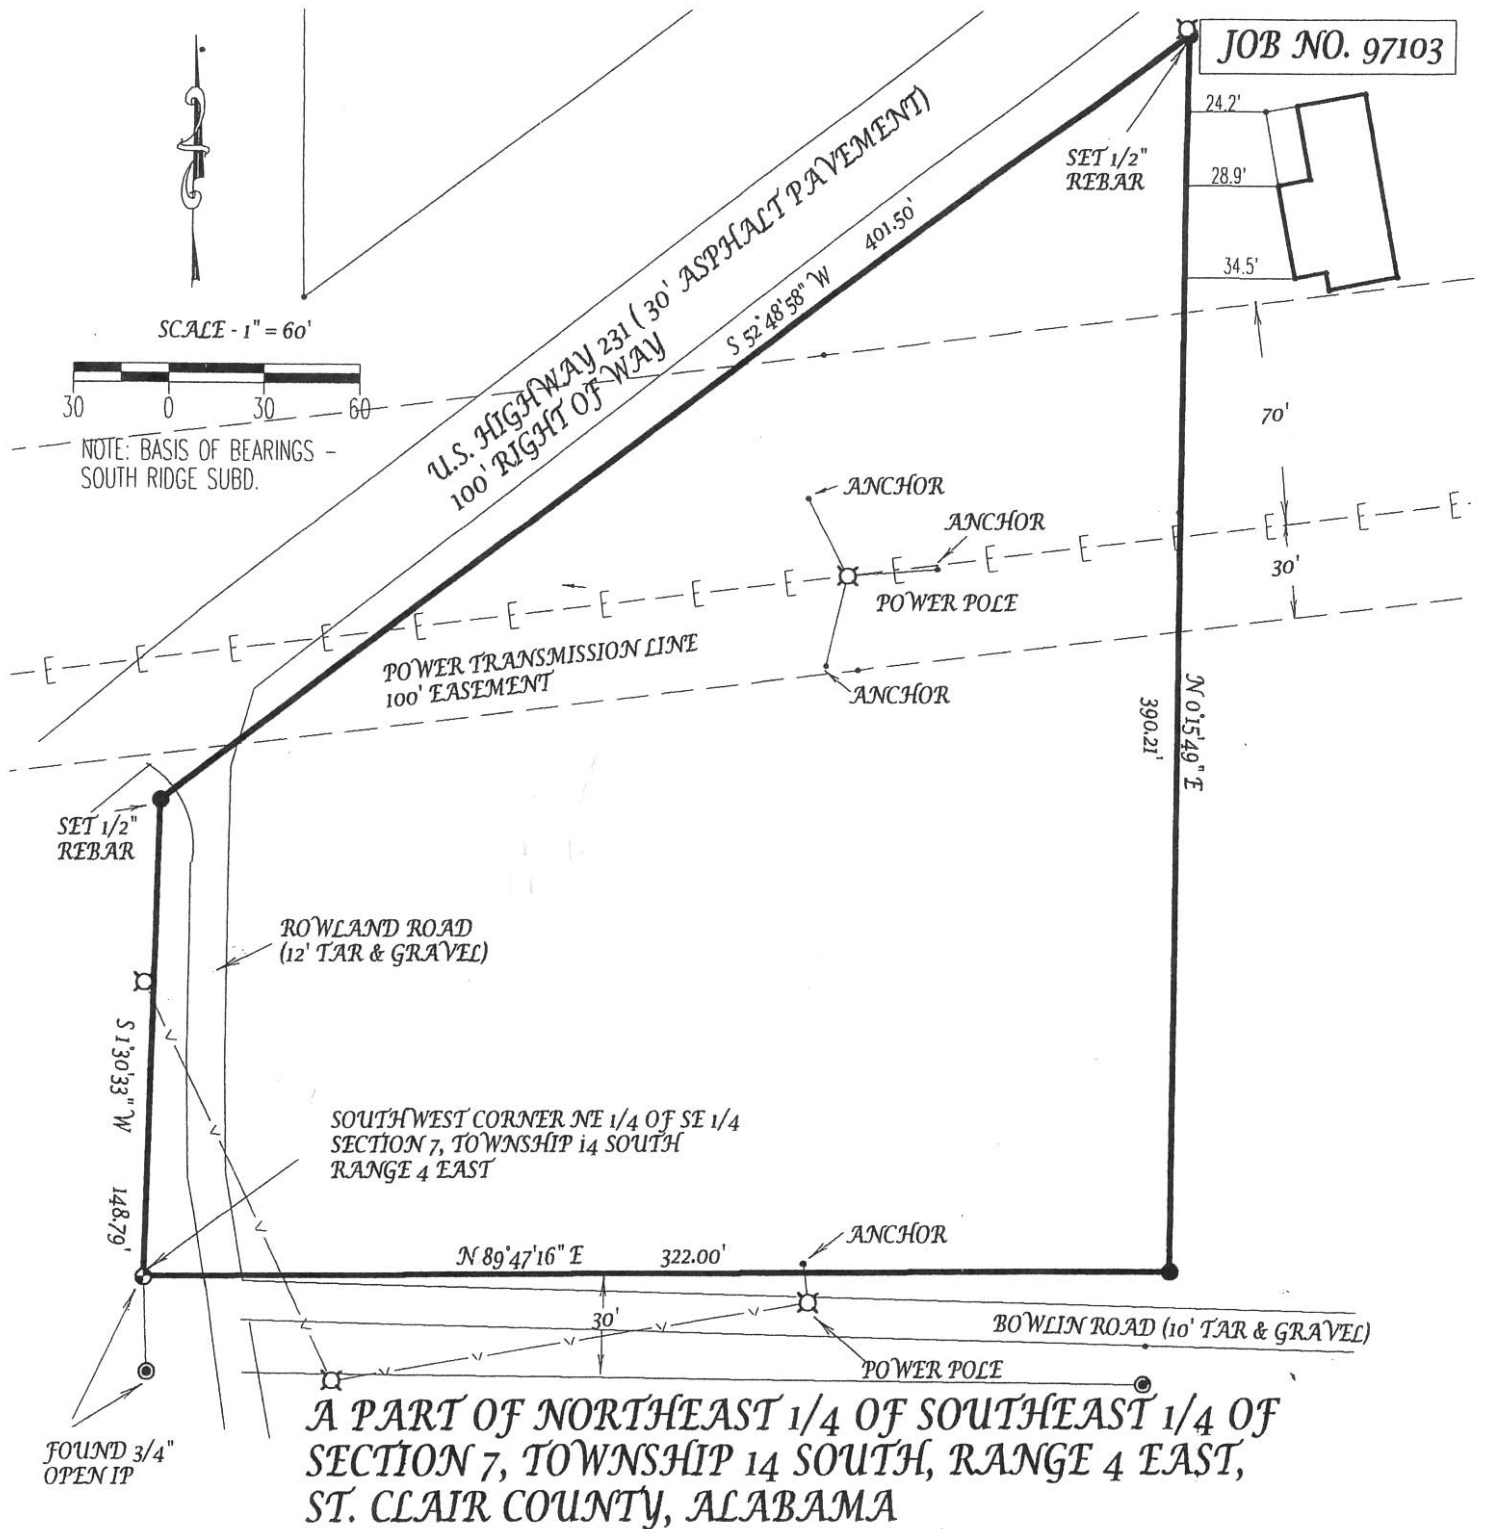 JOB NO. 97103
24.2'
28.9'
34.5'
SET 1/2"
REBAR
SCALE - 1" = 60'
30 0 30 60
NOTE: BASIS OF BEARINGS -
SOUTH RIDGE SUBD.
U.S. HIGHWAY 231 ( 30' ASPHALT PAVEMENT)
100' RIGHT OF WAY
S 52°48'58" W 401.50'
70'
ANCHOR
ANCHOR
30'
POWER POLE
E E E E E E E E E E E E E E E E
POWER TRANSMISSION LINE
100' EASEMENT
ANCHOR
N 0°15'49" E
390.21'
SET 1/2"
REBAR
ROWLAND ROAD
(12' TAR & GRAVEL)
S 1°30'33" W 148.79'
SOUTHWEST CORNER NE 1/4 OF SE 1/4
SECTION 7, TOWNSHIP 14 SOUTH
RANGE 4 EAST
ANCHOR
N 89°47'16" E 322.00'
30'
BOWLIN ROAD (10' TAR & GRAVEL)
POWER POLE
FOUND 3/4"
OPEN IP
A PART OF NORTHEAST 1/4 OF SOUTHEAST 1/4 OF
SECTION 7, TOWNSHIP 14 SOUTH, RANGE 4 EAST,
ST. CLAIR COUNTY, ALABAMA